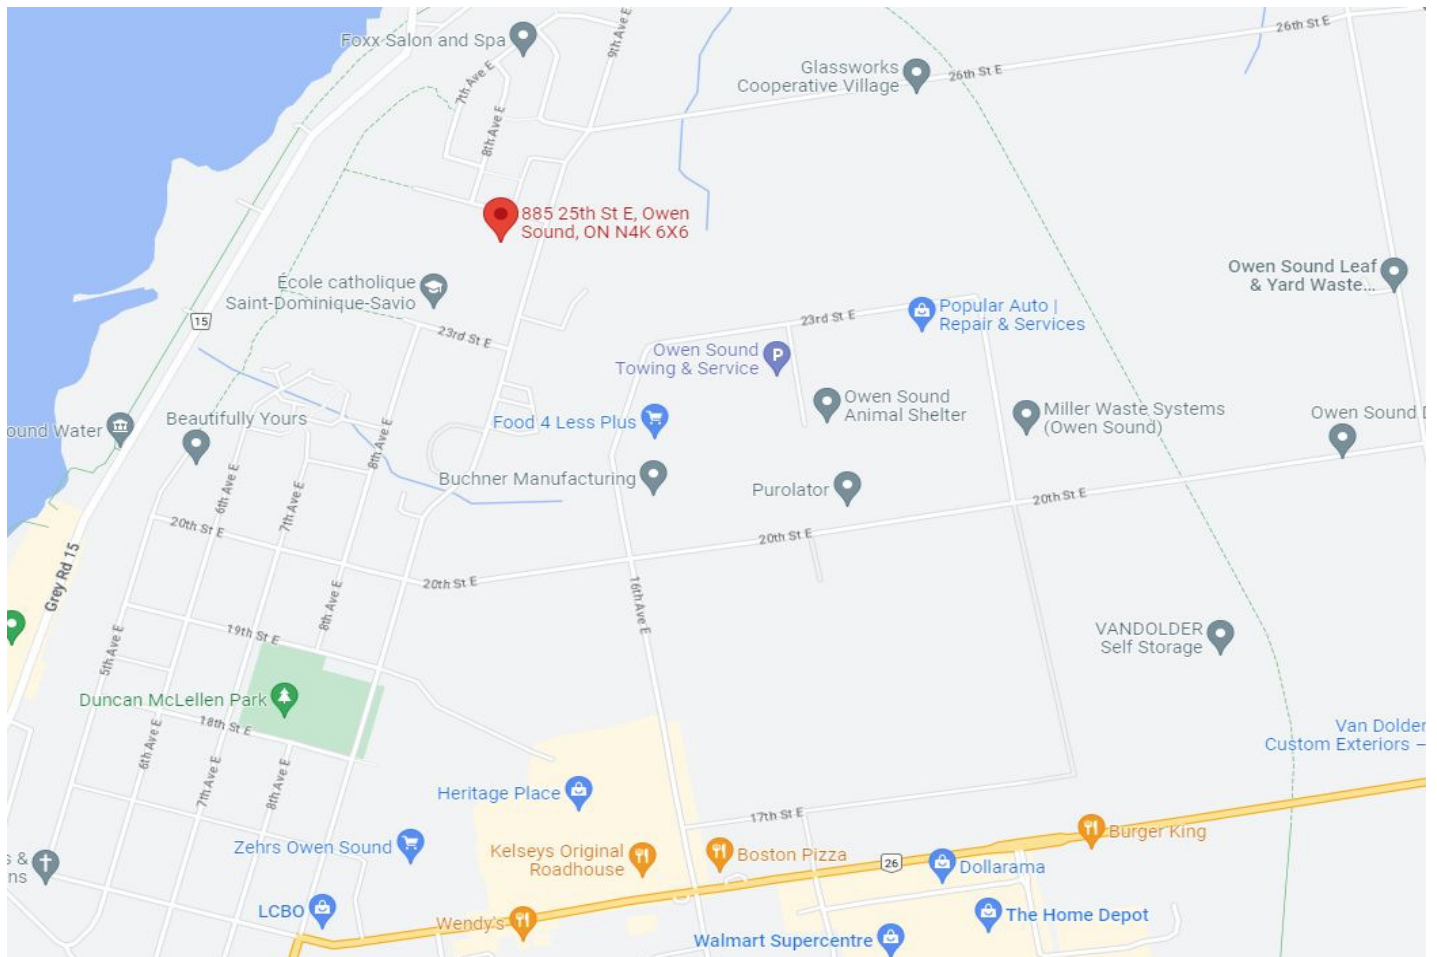 26th St E
9th Ave E
Foxx Salon and Spa
Glassworks
Cooperative Village
26th St E
7th Ave E
8th Ave E
885 25th St E, Owen
Sound, ON N4K 6X6
École catholique
Saint-Dominique-Savio
Owen Sound Leaf
& Yard Waste...
15
23rd St E
23rd St E
Popular Auto |
Repair & Services
Owen Sound
Towing & Service
Owen Sound
Animal Shelter
Miller Waste Systems
(Owen Sound)
Owen Sound
Food 4 Less Plus
Beautifully Yours
ound Water
8th Ave E
Buchner Manufacturing
Purolator
6th Ave E
7th Ave E
20th St E
20th St E
20th St E
20th St E
Grey Rd 15
16th Ave E
8th Ave E
19th St E
5th Ave E
VANDOLDER
Self Storage
Duncan McLellen Park
18th St E
6th Ave E
7th Ave E
8th Ave E
Van Dolder
Custom Exteriors –
Heritage Place
17th St E
Burger King
Zehrs Owen Sound
Kelseys Original
Roadhouse
Boston Pizza
26
Dollarama
s &
ns
LCBO
Wendy's
The Home Depot
Walmart Supercentre